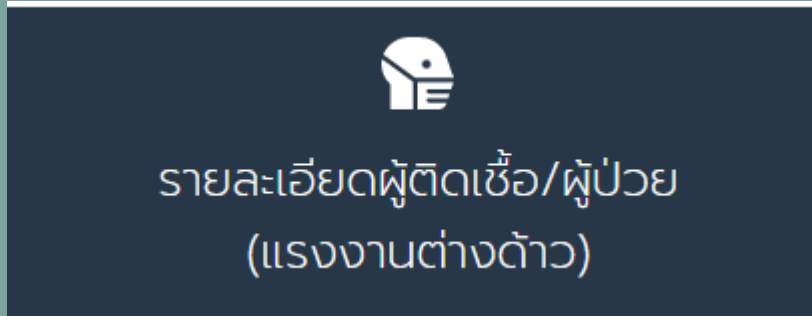 รายละเอียดผู้ติดเชื้อ/ผู้ป่วย
(แรงงานต่างด้าว)